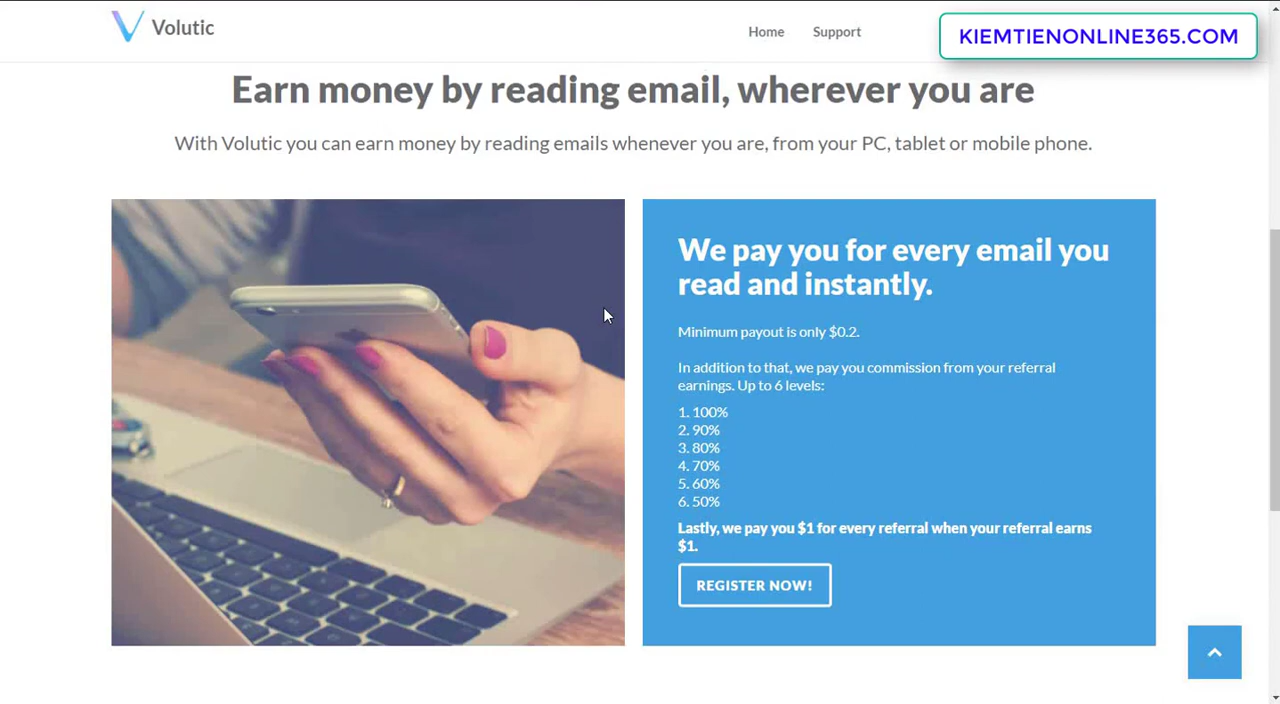 Volutic
Home
Support
KIEMTIENONLINE365.COM
Earn money by reading email, wherever you are
With Volutic you can earn money by reading emails whenever you are, from your PC, tablet or mobile phone.
We pay you for every email you
read and instantly.
Minimum payout is only $0.2.
In addition to that, we pay you commission from your referral
earnings. Up to 6 levels:
1. 100%
2. 90%
3. 80%
4. 70%
5. 60%
6. 50%
Lastly, we pay you $1 for every referral when your referral earns
$1.
REGISTER NOW!